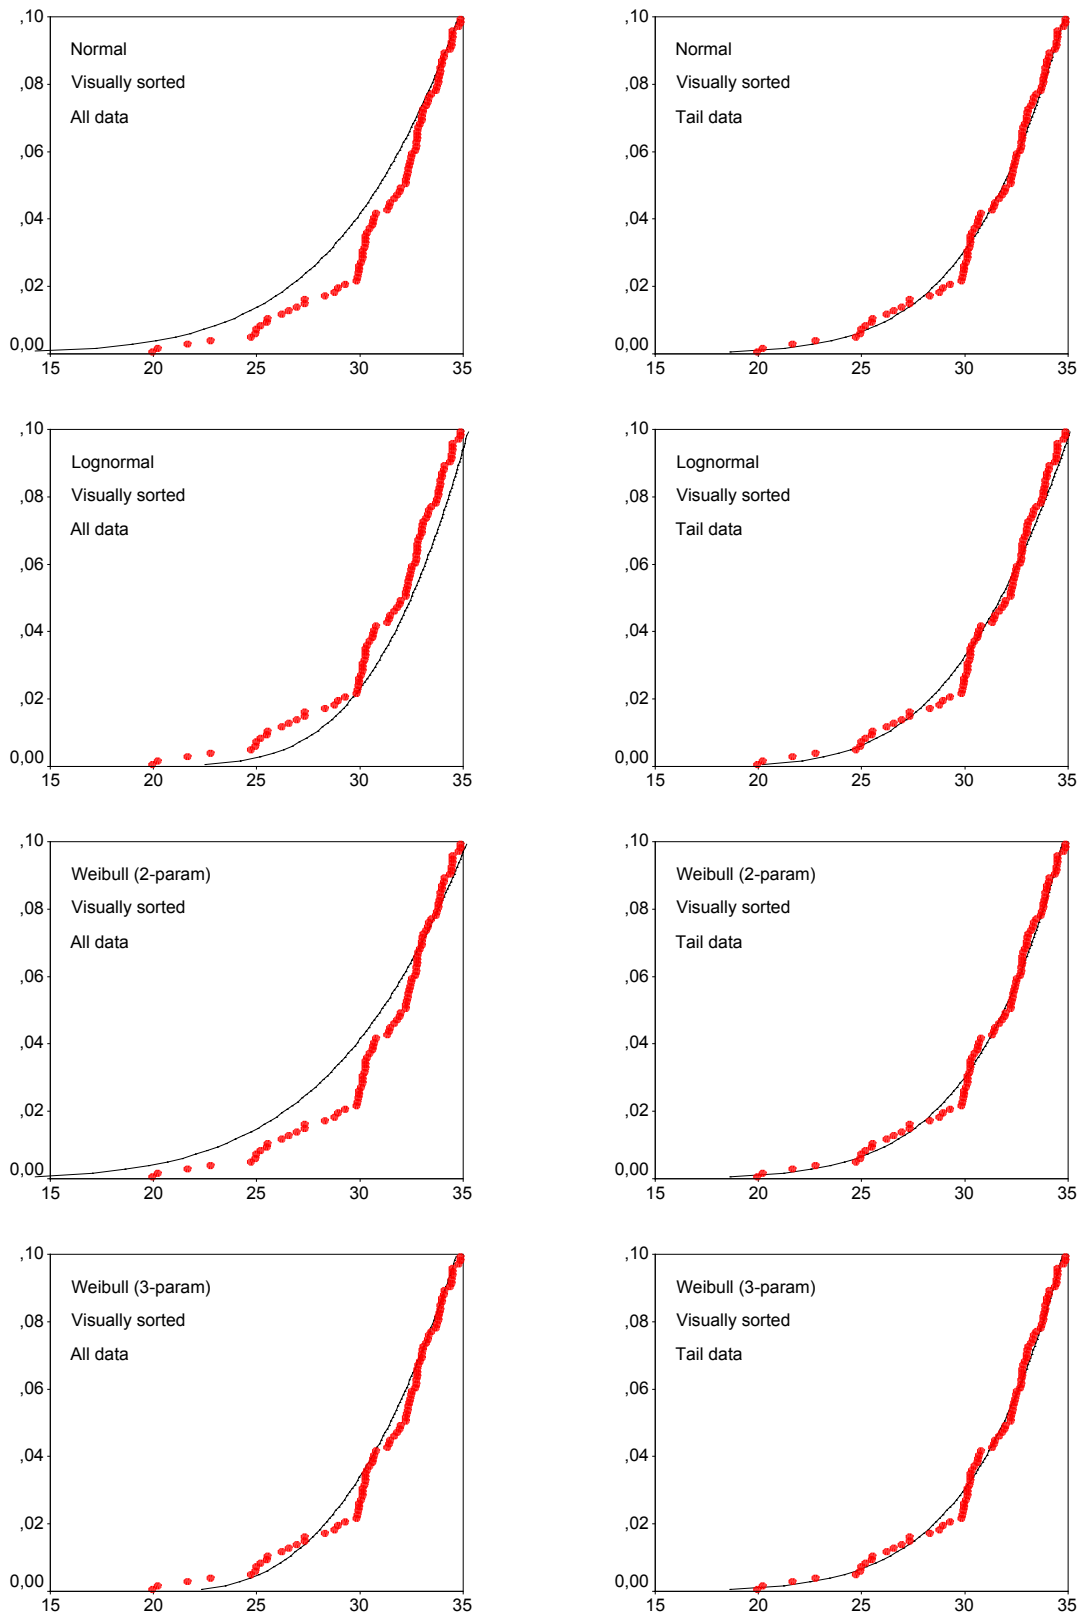 ,10
Normal
Visually sorted
All data
,08
,06
,04
,02
0,00
15 20 25 30 35
,10
Normal
Visually sorted
Tail data
,08
,06
,04
,02
0,00
15 20 25 30 35
,10
Lognormal
Visually sorted
All data
,08
,06
,04
,02
0,00
15 20 25 30 35
,10
Lognormal
Visually sorted
Tail data
,08
,06
,04
,02
0,00
15 20 25 30 35
,10
Weibull (2-param)
Visually sorted
All data
,08
,06
,04
,02
0,00
15 20 25 30 35
,10
Weibull (2-param)
Visually sorted
Tail data
,08
,06
,04
,02
0,00
15 20 25 30 35
,10
Weibull (3-param)
Visually sorted
All data
,08
,06
,04
,02
0,00
15 20 25 30 35
,10
Weibull (3-param)
Visually sorted
Tail data
,08
,06
,04
,02
0,00
15 20 25 30 35